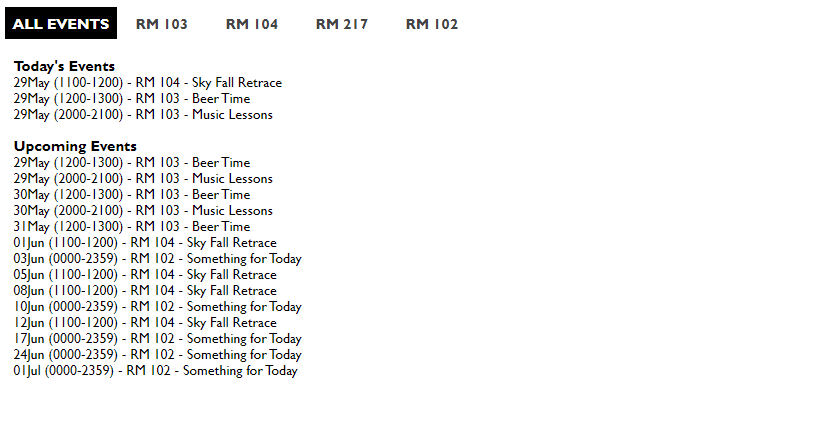 ALL EVENTS RM 103 RM 104 RM 217 RM 102
Today's Events
29May (1100-1200) - RM 104 - Sky Fall Retrace
29May (1200-1300) - RM 103 - Beer Time
29May (2000-2100) - RM 103 - Music Lessons
Upcoming Events
29May (1200-1300) - RM 103 - Beer Time
29May (2000-2100) - RM 103 - Music Lessons
30May (1200-1300) - RM 103 - Beer Time
30May (2000-2100) - RM 103 - Music Lessons
31May (1200-1300) - RM 103 - Beer Time
01Jun (1100-1200) - RM 104 - Sky Fall Retrace
03Jun (0000-2359) - RM 102 - Something for Today
05Jun (1100-1200) - RM 104 - Sky Fall Retrace
08Jun (1100-1200) - RM 104 - Sky Fall Retrace
10Jun (0000-2359) - RM 102 - Something for Today
12Jun (1100-1200) - RM 104 - Sky Fall Retrace
17Jun (0000-2359) - RM 102 - Something for Today
24Jun (0000-2359) - RM 102 - Something for Today
01Jul (0000-2359) - RM 102 - Something for Today